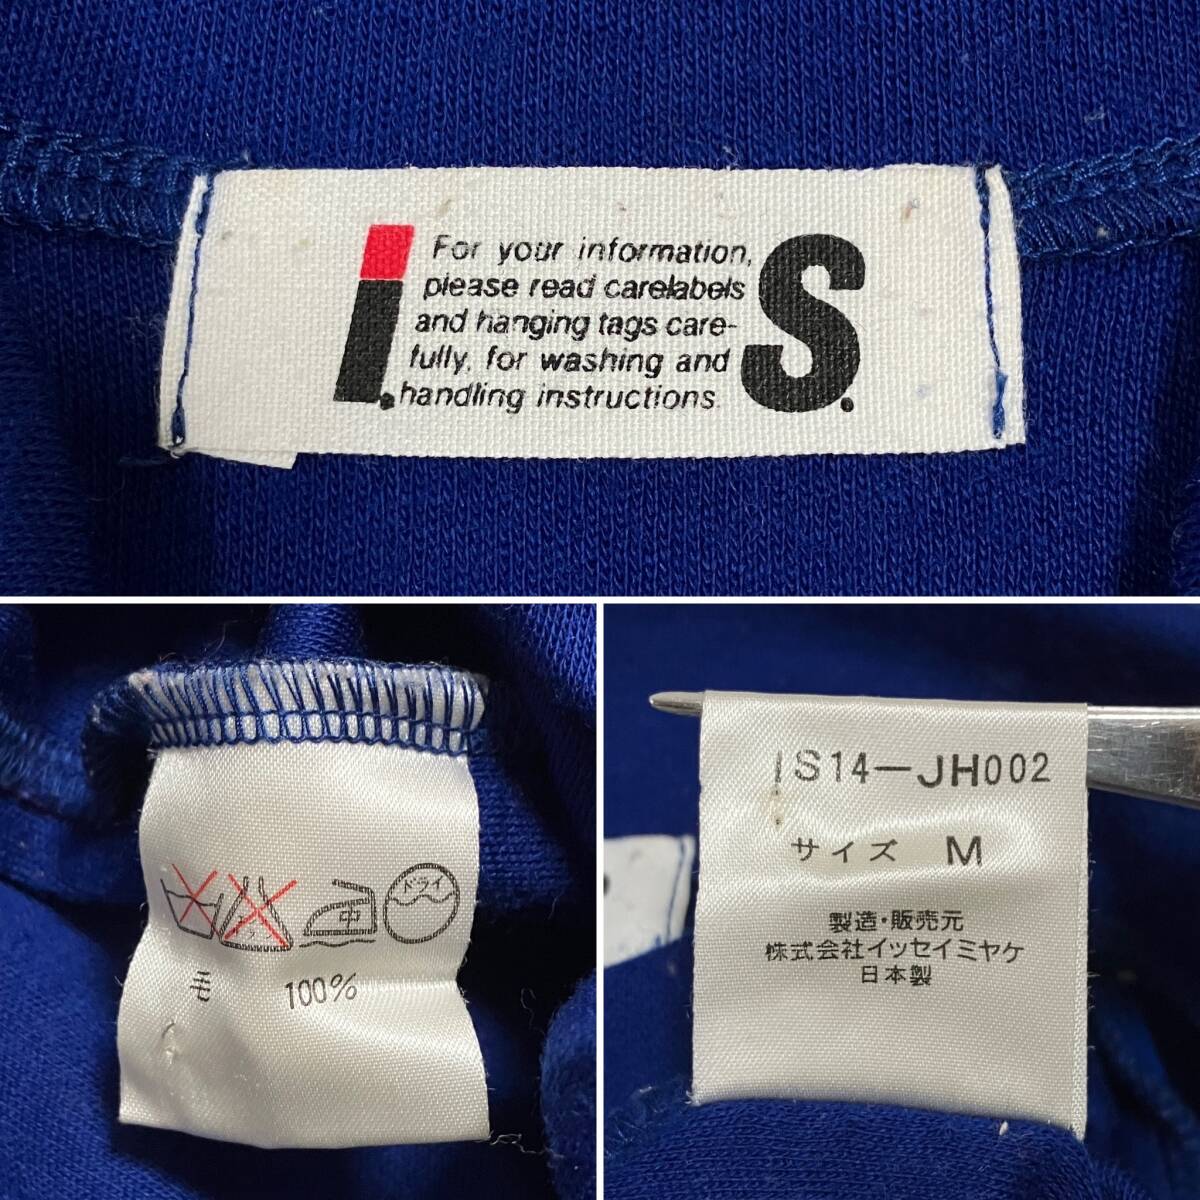 I.S.
For your information,
please read carelabels
and hanging tags care-
fully, for washing and
handling instructions.
ドライ
中
毛 100%
IS14-JH002
サイズ M
製造・販売元
株式会社イッセイミヤケ
日本製